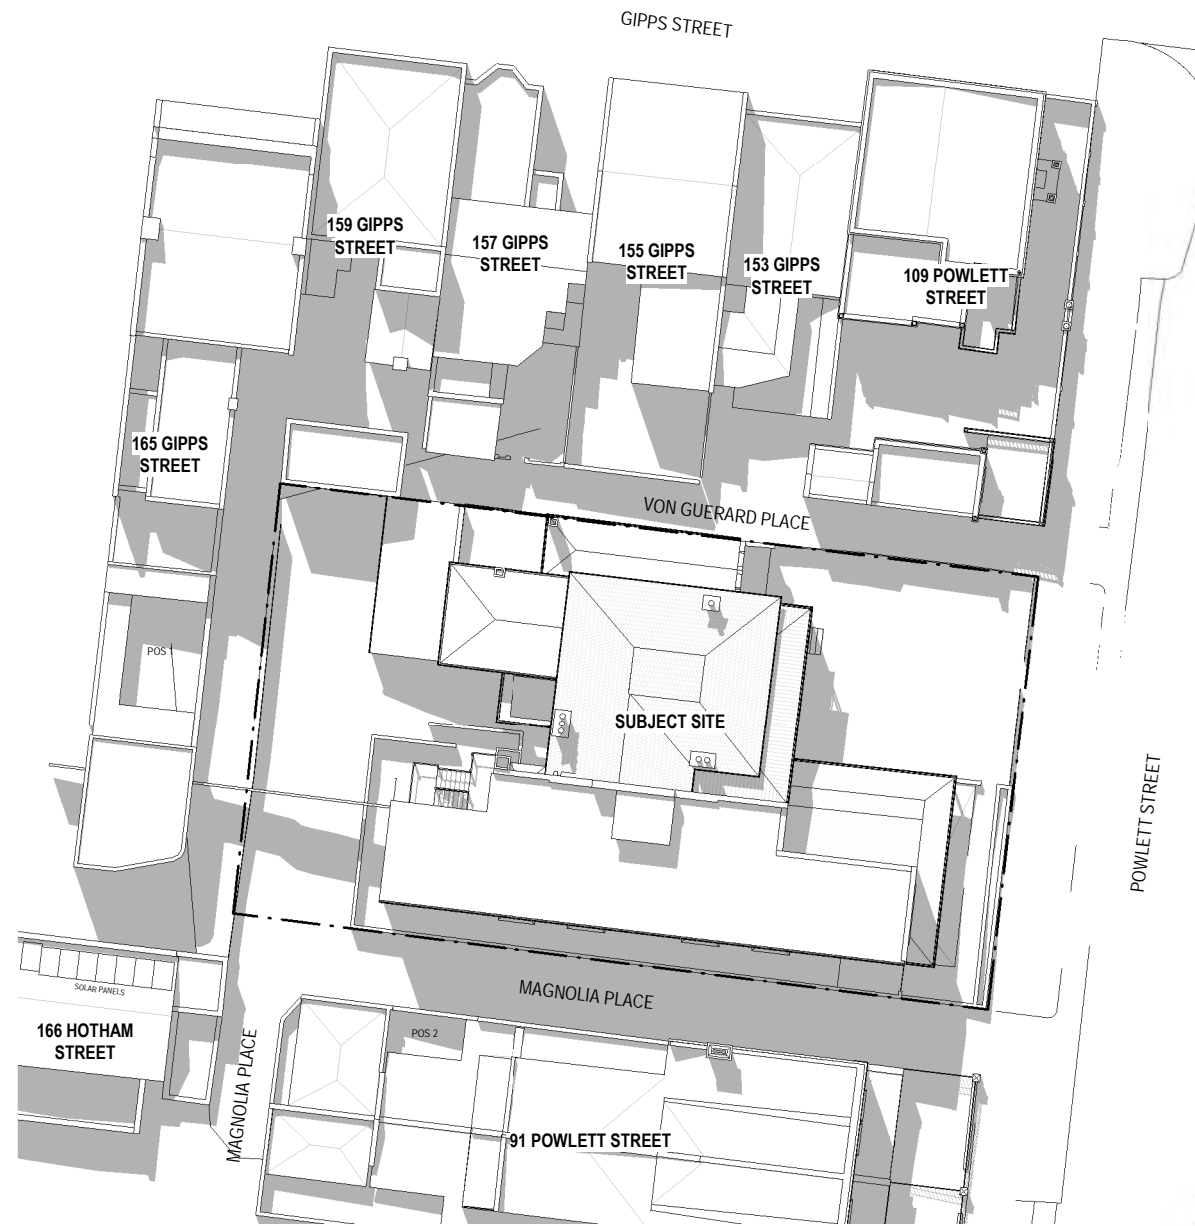 GIPPS STREET
159 GIPPS
STREET
157 GIPPS
STREET
155 GIPPS
STREET
153 GIPPS
STREET
109 POWLETT
STREET
165 GIPPS
STREET
VON GUERARD PLACE
POS 1
SUBJECT SITE
POWLETT STREET
SOLAR PANELS
MAGNOLIA PLACE
166 HOTHAM
STREET
POS 2
MAGNOLIA PLACE
91 POWLETT STREET